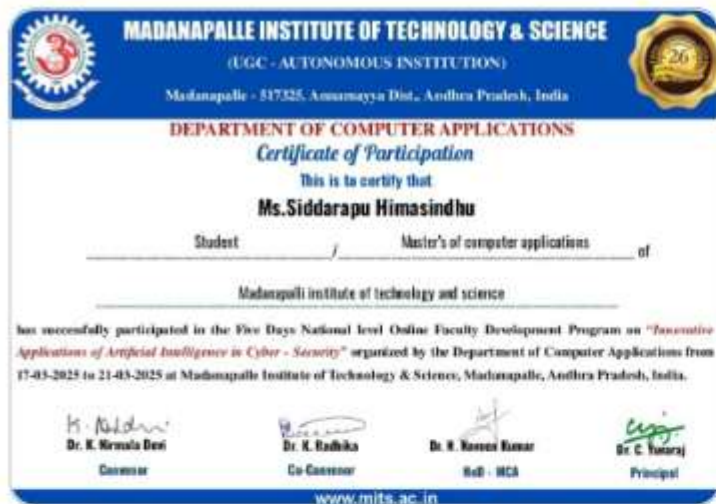 MADANAPALLE INSTITUTE OF TECHNOLOGY & SCIENCE
(UGC - AUTONOMOUS INSTITUTION)
Madanapalle - 517325, Annamayya Dist., Andhra Pradesh, India
26
DEPARTMENT OF COMPUTER APPLICATIONS
Certificate of Participation
This is to certify that
Ms.Siddarapu Himasindhu
Student / Master's of computer applications of
Madanapalli institute of technology and science
has successfully participated in the Five Days National level Online Faculty Development Program on "Innovative
Applications of Artificial Intelligence in Cyber - Security" organized by the Department of Computer Applications from
17-03-2025 to 21-03-2025 at Madanapalle Institute of Technology & Science, Madanapalle, Andhra Pradesh, India.
Dr. K. Nirmala Devi Dr. K. Radhika Dr. N. Naveen Kumar Dr. C. Yuvaraj
Convenor Co-Convenor HoD - MCA Principal
www.mits.ac.in